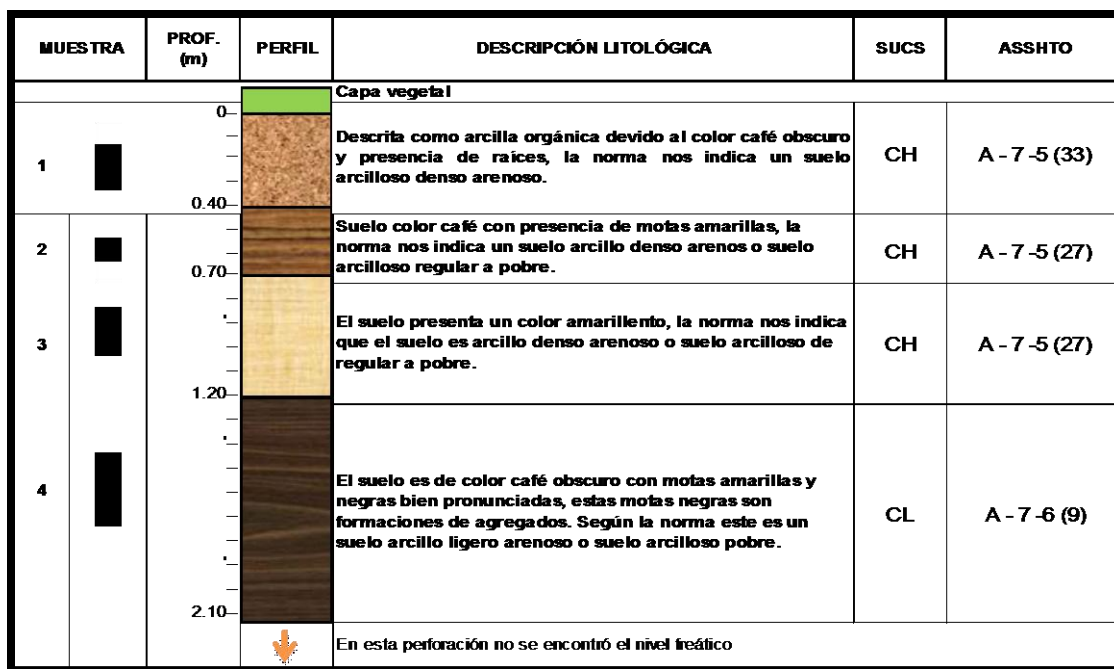 MUESTRA
PROF.
(m)
PERFIL
DESCRIPCIÓN LITOLÓGICA
SUCS
ASSHTO
Capa vegetal
0
1
Descrita como arcilla orgánica devido al color café obscuro
y presencia de raíces, la norma nos indica un suelo
arcilloso denso arenoso.
CH
A - 7 -5 (33)
0.40
2
Suelo color café con presencia de motas amarillas, la
norma nos indica un suelo arcillo denso arenos o suelo
arcilloso regular a pobre.
CH
A - 7 -5 (27)
0.70
3
El suelo presenta un color amarillento, la norma nos indica
que el suelo es arcillo denso arenoso o suelo arcilloso de
regular a pobre.
CH
A - 7 -5 (27)
1.20
4
El suelo es de color café obscuro con motas amarillas y
negras bien pronunciadas, estas motas negras son
formaciones de agregados. Según la norma este es un
suelo arcillo ligero arenoso o suelo arcilloso pobre.
CL
A - 7 -6 (9)
2.10
En esta perforación no se encontró el nivel freático